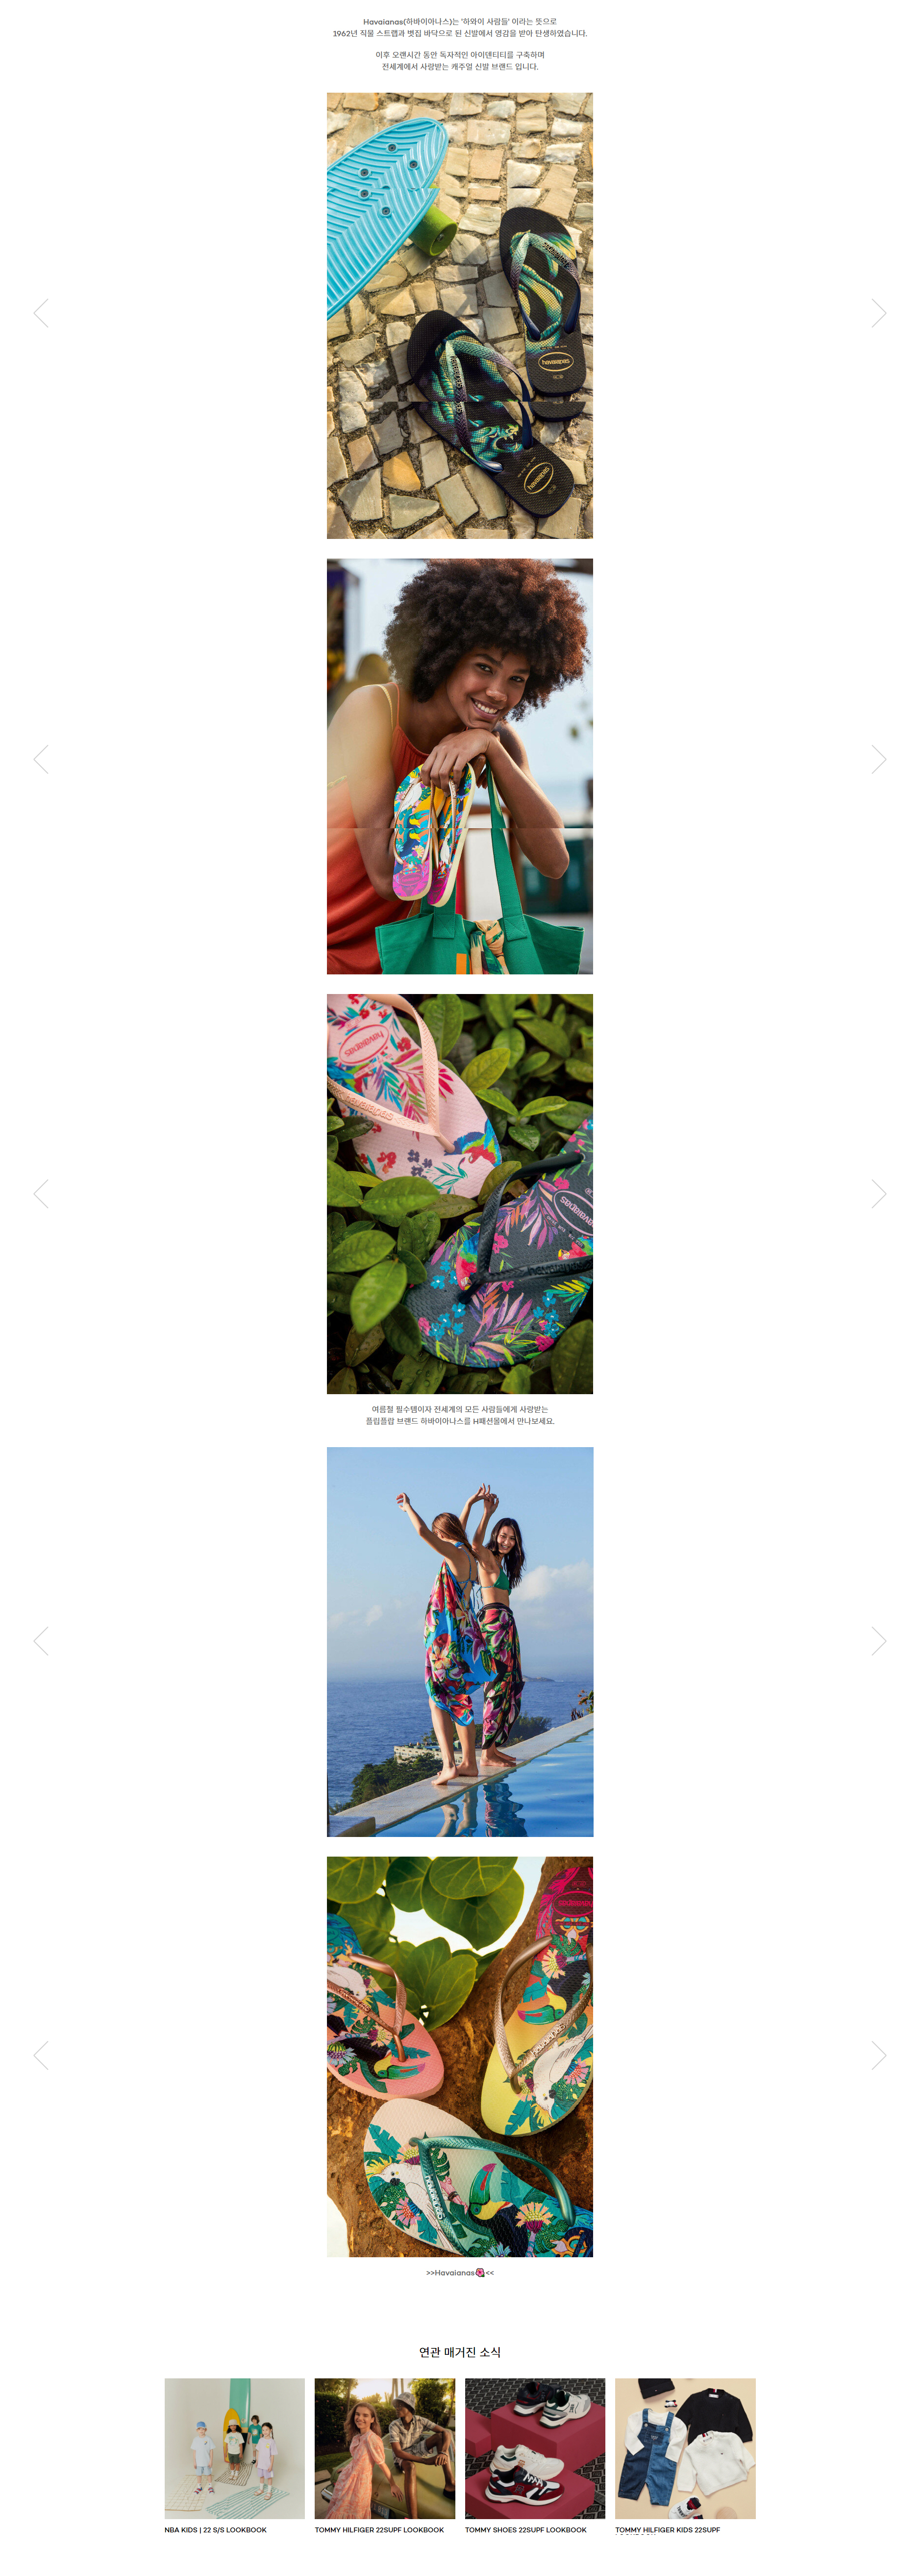 Havaianas(하바이아나스)는 '하와이 사람들' 이라는 뜻으로
1962년 직물 스트랩과 볏집 바닥으로 된 신발에서 영감을 받아 탄생하였습니다.
이후 오랜시간 동안 독자적인 아이덴티티를 구축하며
전세계에서 사랑받는 캐주얼 신발 브랜드 입니다.
havaianas
havaianas
havaianas
havaianas
havaianas
havaianas
여름철 필수템이자 전세계의 모든 사람들에게 사랑받는
플립플랍 브랜드 하바이아나스를 H패션몰에서 만나보세요.
>>Havaianas🌺<<
연관 매거진 소식
NBA KIDS | 22 S/S LOOKBOOK
TOMMY HILFIGER 22SUPF LOOKBOOK
TOMMY SHOES 22SUPF LOOKBOOK
TOMMY HILFIGER KIDS 22SUPF